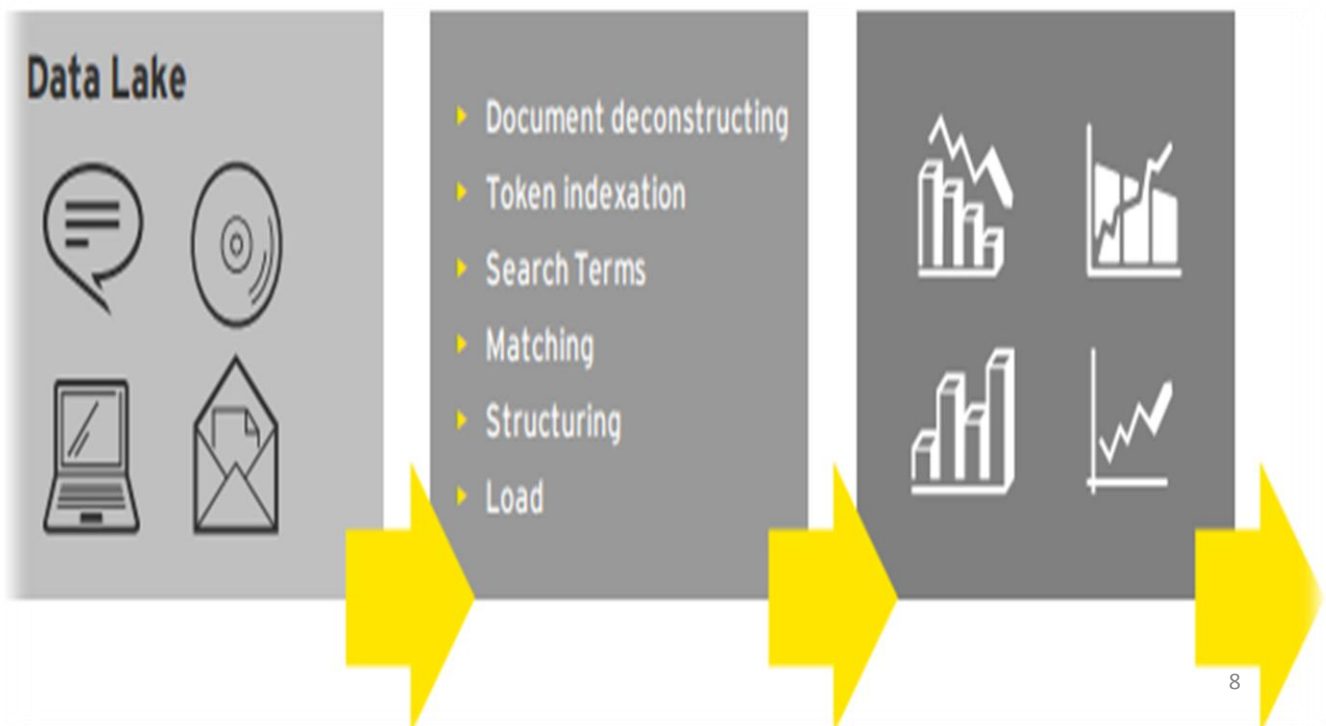 Data Lake
Document deconstructing
Token indexation
Search Terms
Matching
Structuring
Load
8